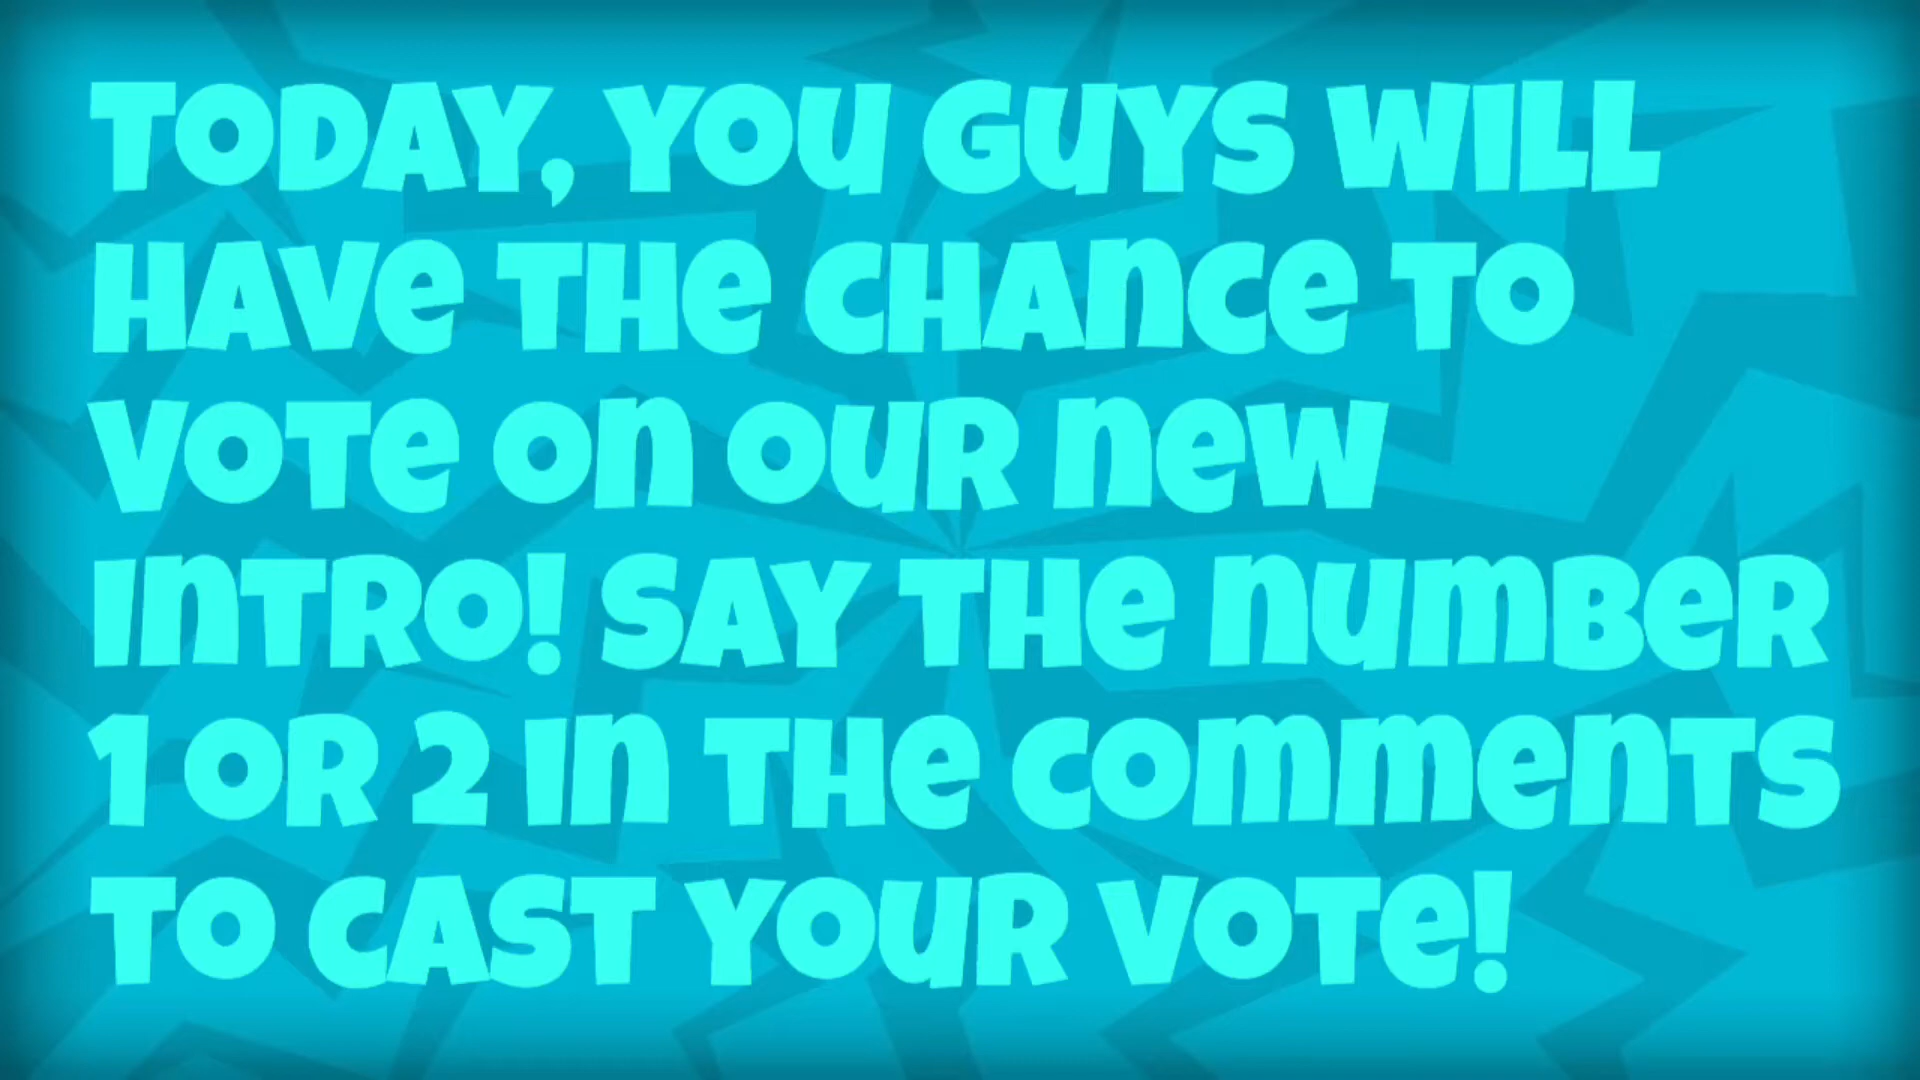 TODAY, YOU GUYS WILL
HAVE THE CHANCE TO
VOTE ON OUR NEW
INTRO! SAY THE NUMBER
1 OR 2 IN THE COMMENTS
TO CAST YOUR VOTE!